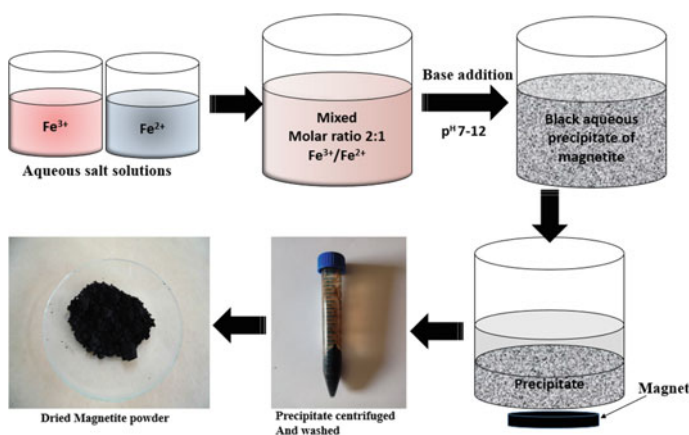 Fe³⁺
Fe²⁺
Aqueous salt solutions
Mixed
Molar ratio 2:1
Fe³⁺/Fe²⁺
Base addition
pᴴ 7-12
Black aqueous
precipitate of
magnetite
Precipitate
Magnet
Precipitate centrifuged
And washed
Dried Magnetite powder